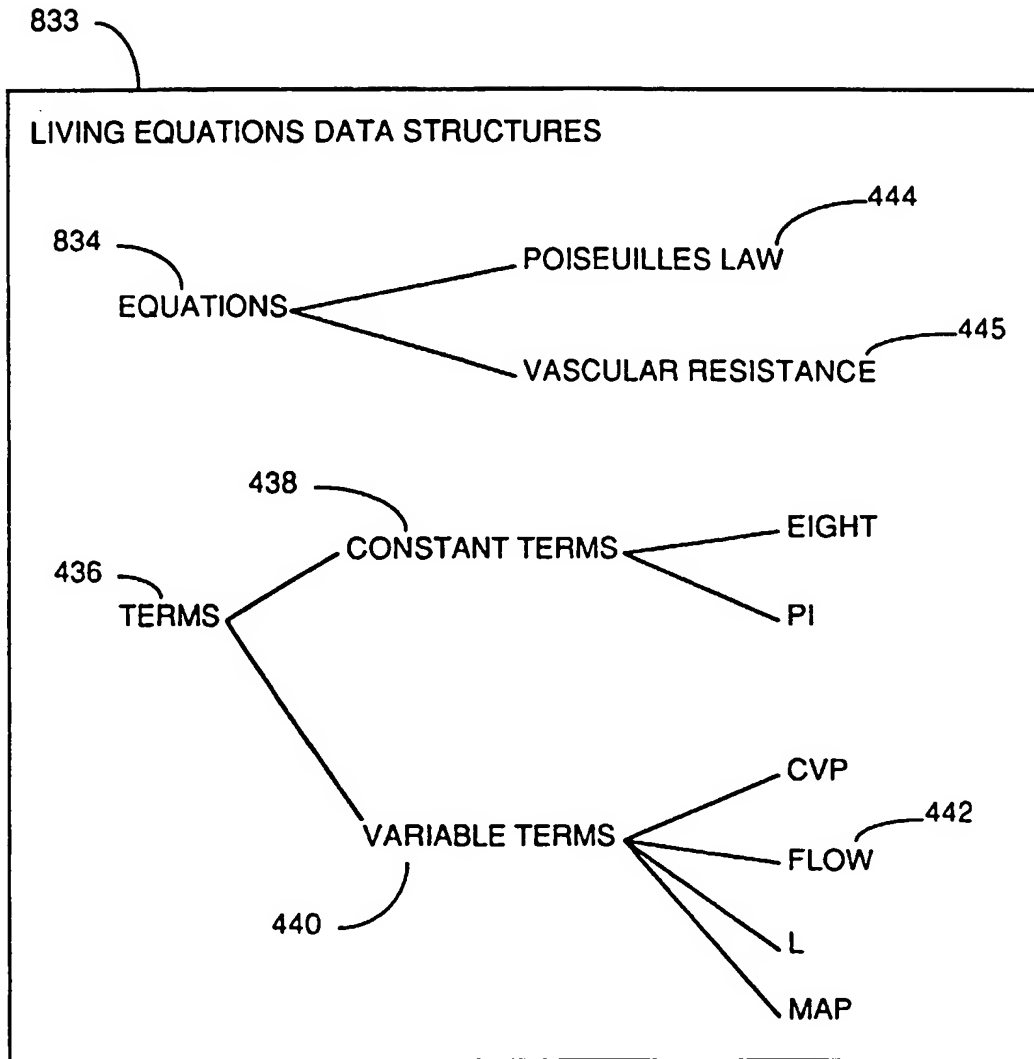 833
LIVING EQUATIONS DATA STRUCTURES
444
834
POISEUILLES LAW
EQUATIONS
445
VASCULAR RESISTANCE
438
EIGHT
CONSTANT TERMS
436
TERMS
PI
CVP
442
VARIABLE TERMS
FLOW
440
L
MAP